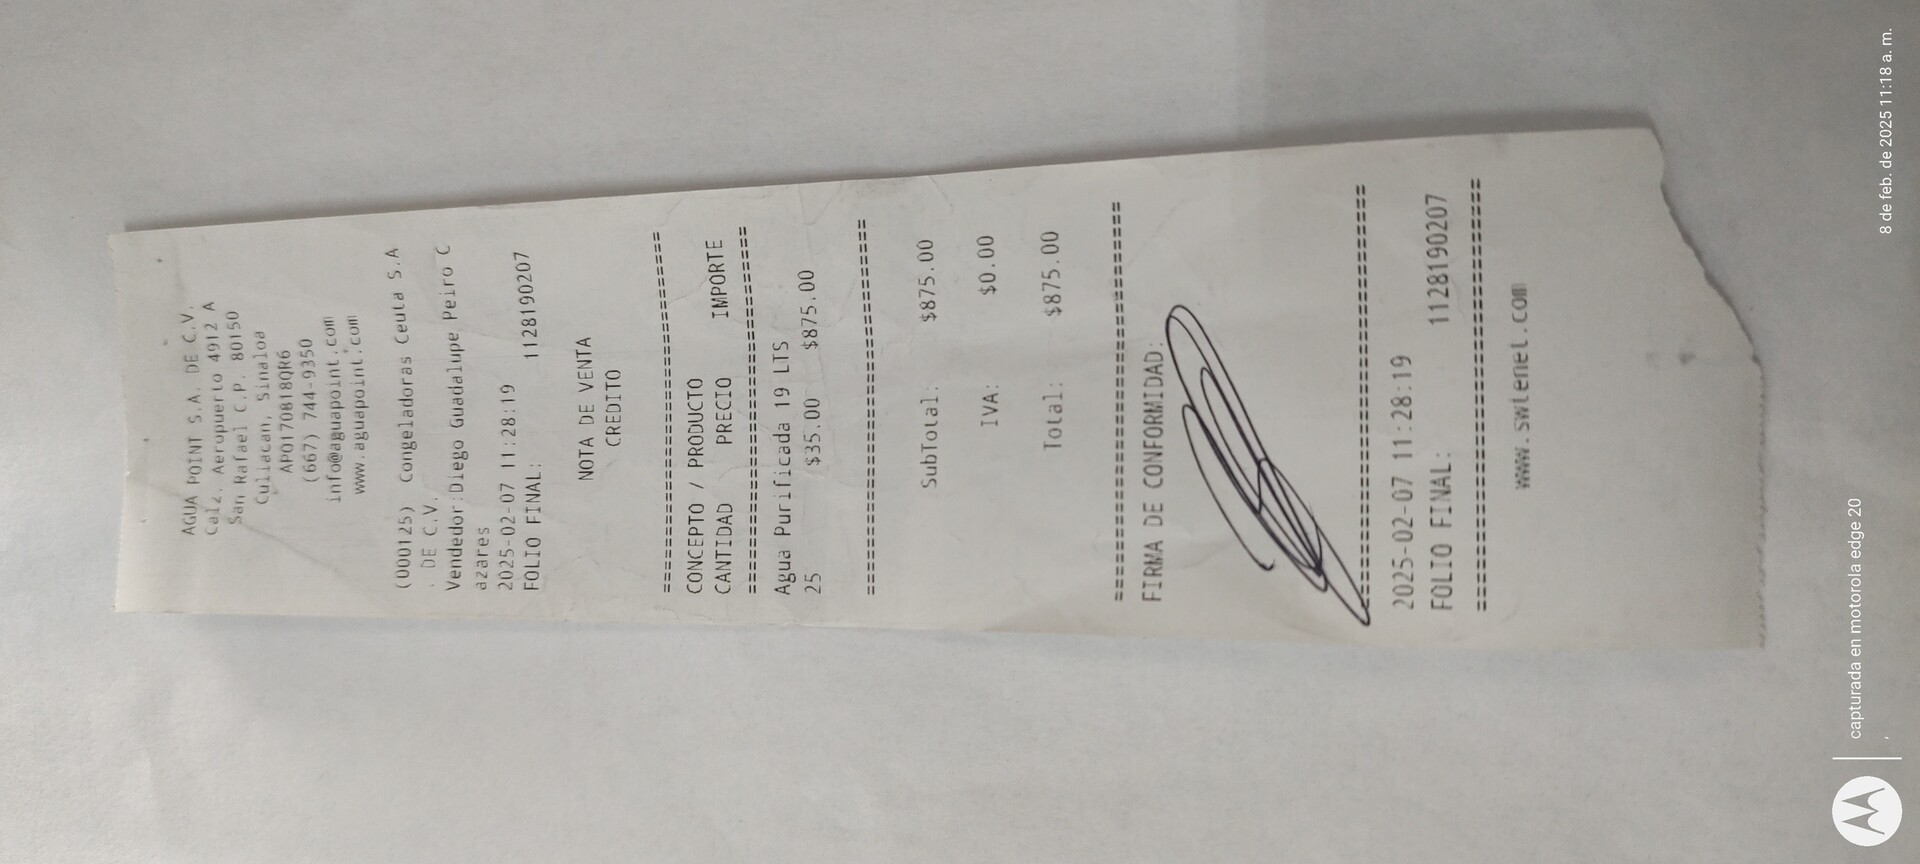 AGUA POINT S.A. DE C.V.
Calz. Aeropuerto 4912 A
San Rafael C.P. 80150
Culiacan, Sinaloa
APO170818QR6
(667) 744-9350
info@aguapoint.com
www.aguapoint.com
(000125) Congeladoras Ceuta S.A
. DE C.V.
Vendedor:Diego Guadalupe Peiro C
azares
2025-02-07 11:28:19
FOLIO FINAL: 1128190207
NOTA DE VENTA
CREDITO
================================
CONCEPTO / PRODUCTO
CANTIDAD PRECIO IMPORTE
================================
Agua Purificada 19 LTS
25 $35.00 $875.00
================================
SubTotal: $875.00
IVA: $0.00
Total: $875.00
================================
FIRMA DE CONFORMIDAD:
================================
2025-02-07 11:28:19
FOLIO FINAL: 1128190207
================================
www.swtenet.com
capturada en motorola edge 20
,
8 de feb. de 2025 11:18 a. m.